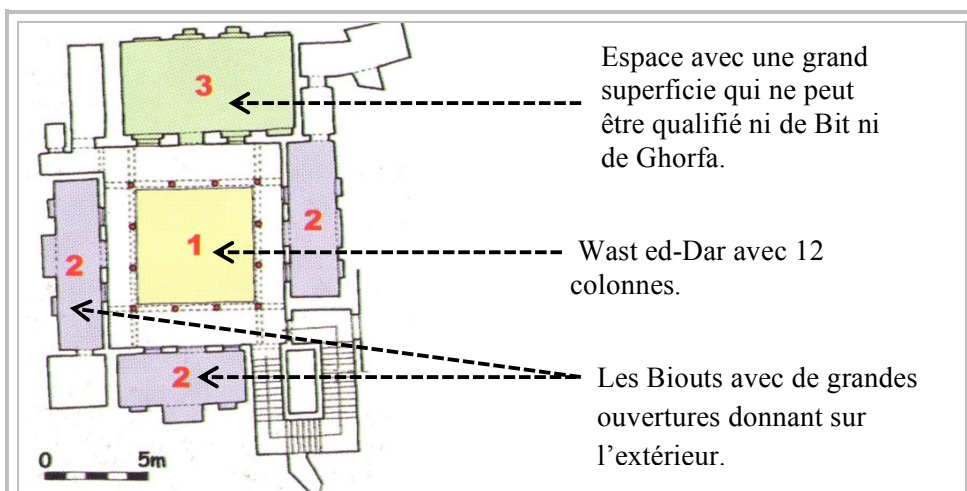 Espace avec une grand
superficie qui ne peut
être qualifié ni de Bit ni
de Ghorfa.
3
2
1
Wast ed-Dar avec 12
colonnes.
2
2
Les Biouts avec de grandes
ouvertures donnant sur
l’extérieur.
0 5m